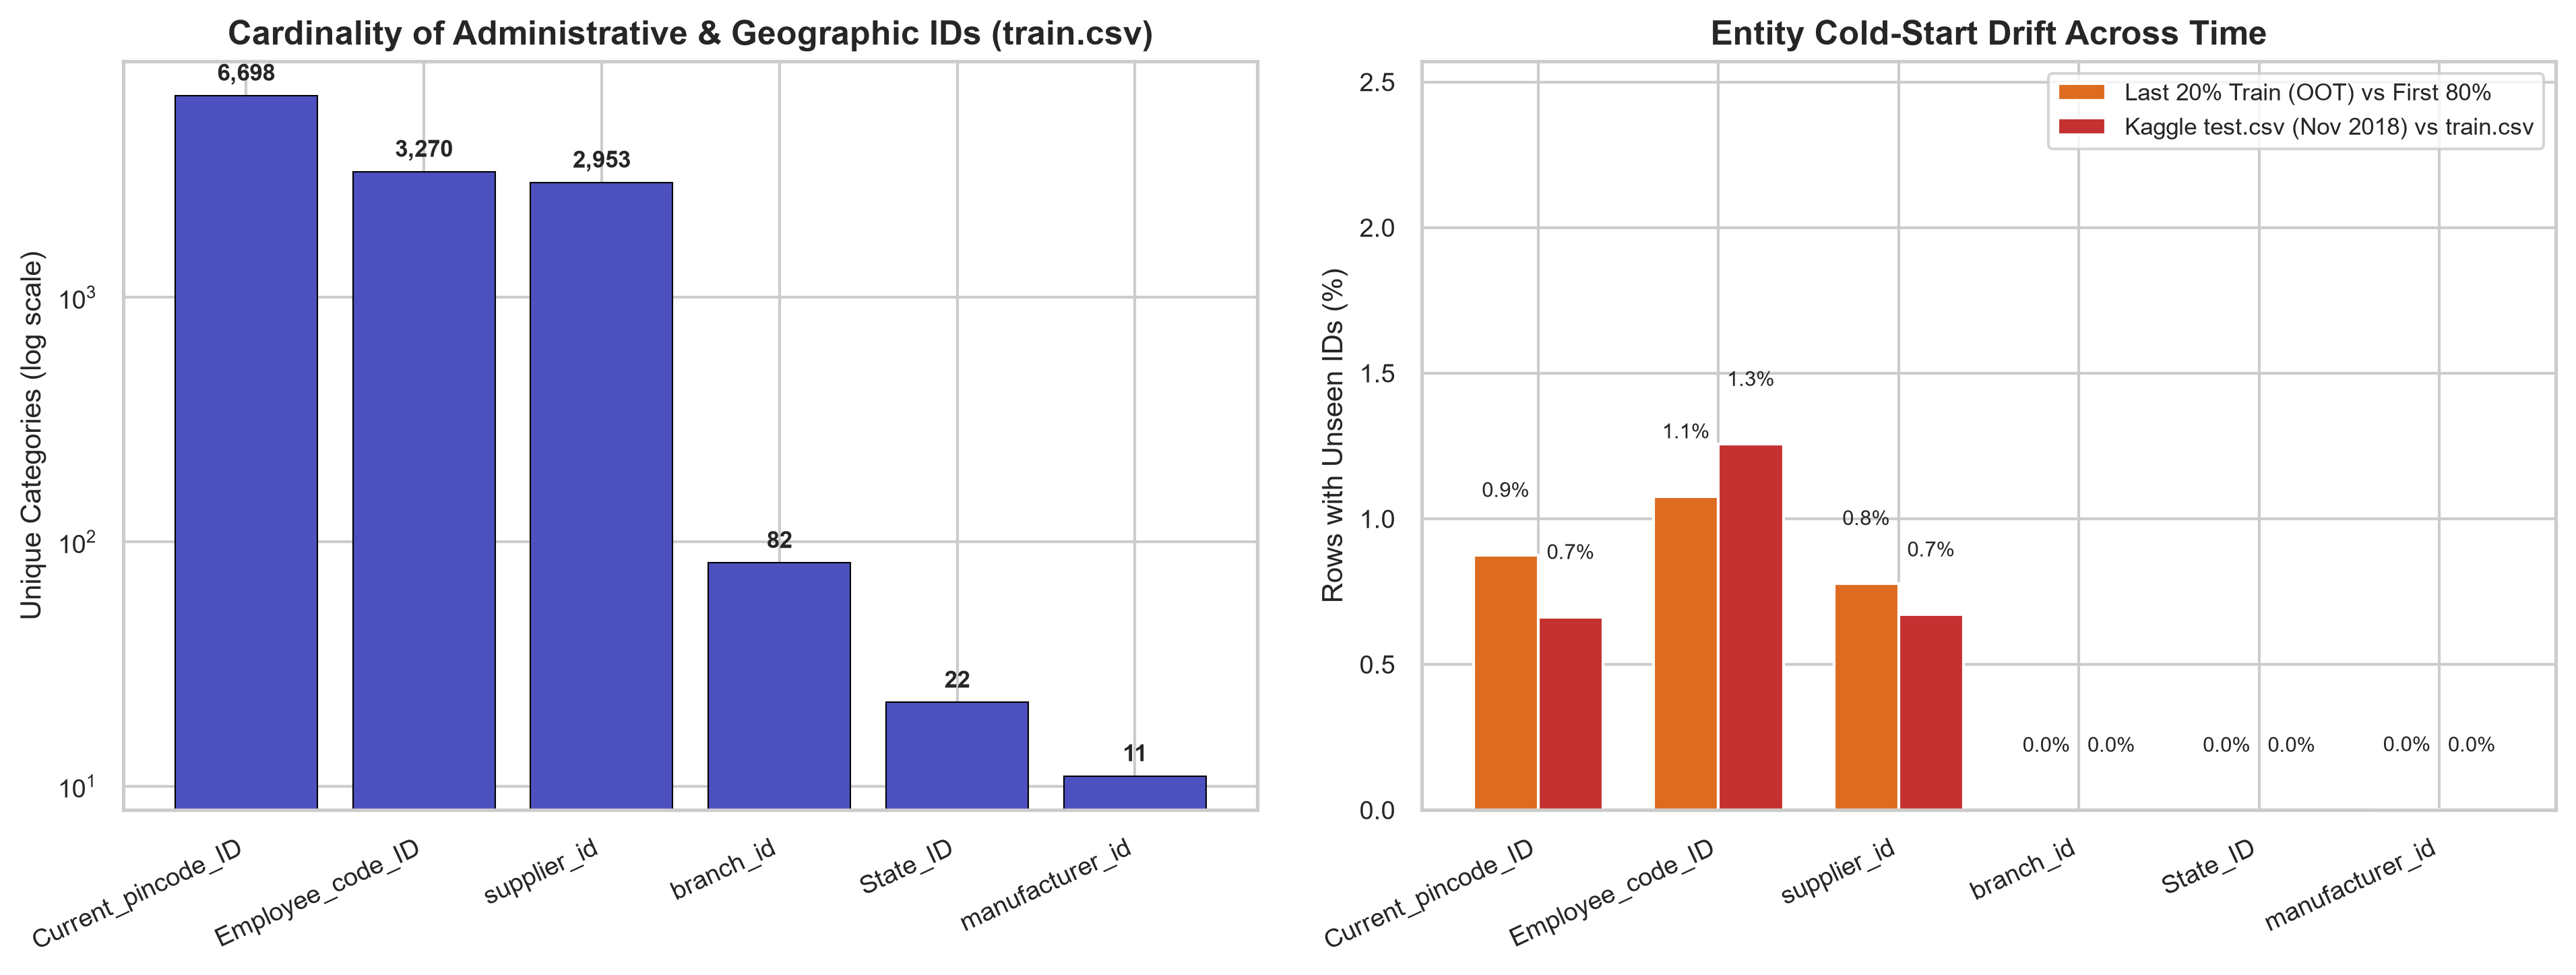 Cardinality of Administrative & Geographic IDs (train.csv)
Unique Categories (log scale)
10³
10²
10¹
6,698
3,270
2,953
82
22
11
Current_pincode_ID
Employee_code_ID
supplier_id
branch_id
State_ID
manufacturer_id
Entity Cold-Start Drift Across Time
Rows with Unseen IDs (%)
2.5
2.0
1.5
1.0
0.5
0.0
Last 20% Train (OOT) vs First 80%
Kaggle test.csv (Nov 2018) vs train.csv
0.9%
0.7%
1.1%
1.3%
0.8%
0.7%
0.0%
0.0%
0.0%
0.0%
0.0%
0.0%
Current_pincode_ID
Employee_code_ID
supplier_id
branch_id
State_ID
manufacturer_id